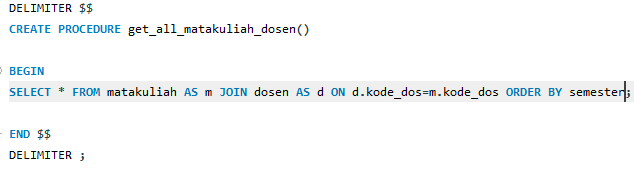 DELIMITER $$
CREATE PROCEDURE get_all_matakuliah_dosen()
BEGIN
SELECT * FROM matakuliah AS m JOIN dosen AS d ON d.kode_dos=m.kode_dos ORDER BY semester;
END $$
DELIMITER ;